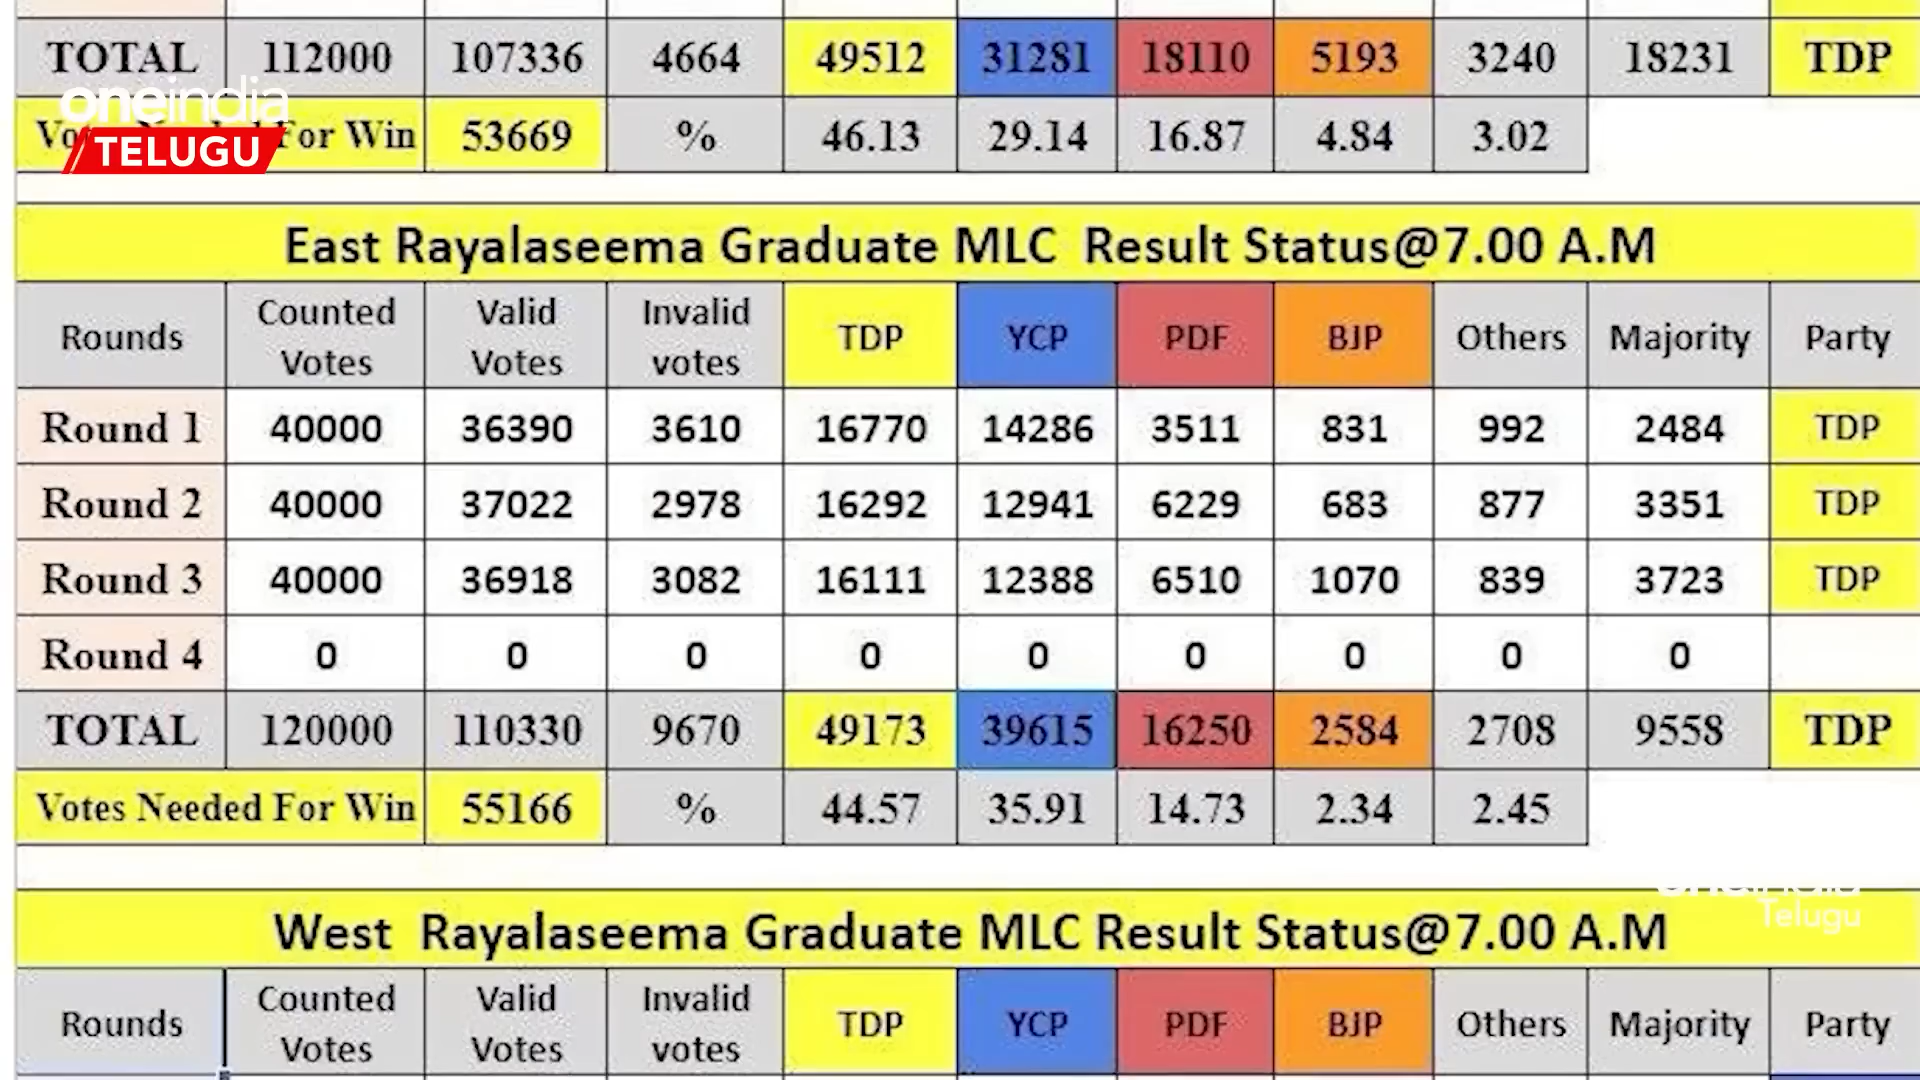 TOTAL 112000 107336 4664 49512 31281 18110 5193 3240 18231 TDP
oneindia
TELUGU
For Win 53669 % 46.13 29.14 16.87 4.84 3.02
East Rayalaseema Graduate MLC Result Status@7.00 A.M
Rounds Counted Votes Valid Votes Invalid votes TDP YCP PDF BJP Others Majority Party
Round 1 40000 36390 3610 16770 14286 3511 831 992 2484 TDP
Round 2 40000 37022 2978 16292 12941 6229 683 877 3351 TDP
Round 3 40000 36918 3082 16111 12388 6510 1070 839 3723 TDP
Round 4 0 0 0 0 0 0 0 0 0
TOTAL 120000 110330 9670 49173 39615 16250 2584 2708 9558 TDP
Votes Needed For Win 55166 % 44.57 35.91 14.73 2.34 2.45
Telugu
West Rayalaseema Graduate MLC Result Status@7.00 A.M
Rounds Counted Votes Valid Votes Invalid votes TDP YCP PDF BJP Others Majority Party